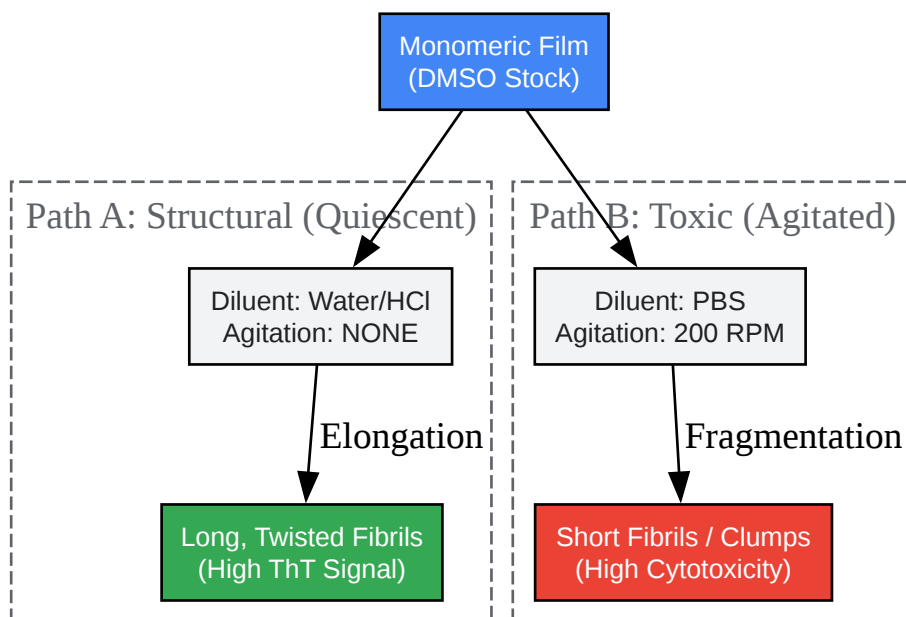 Monomeric Film
(DMSO Stock)
Path A: Structural (Quiescent)
Path B: Toxic (Agitated)
Diluent: Water/HCl
Agitation: NONE
Diluent: PBS
Agitation: 200 RPM
Elongation
Fragmentation
Long, Twisted Fibrils
(High ThT Signal)
Short Fibrils / Clumps
(High Cytotoxicity)